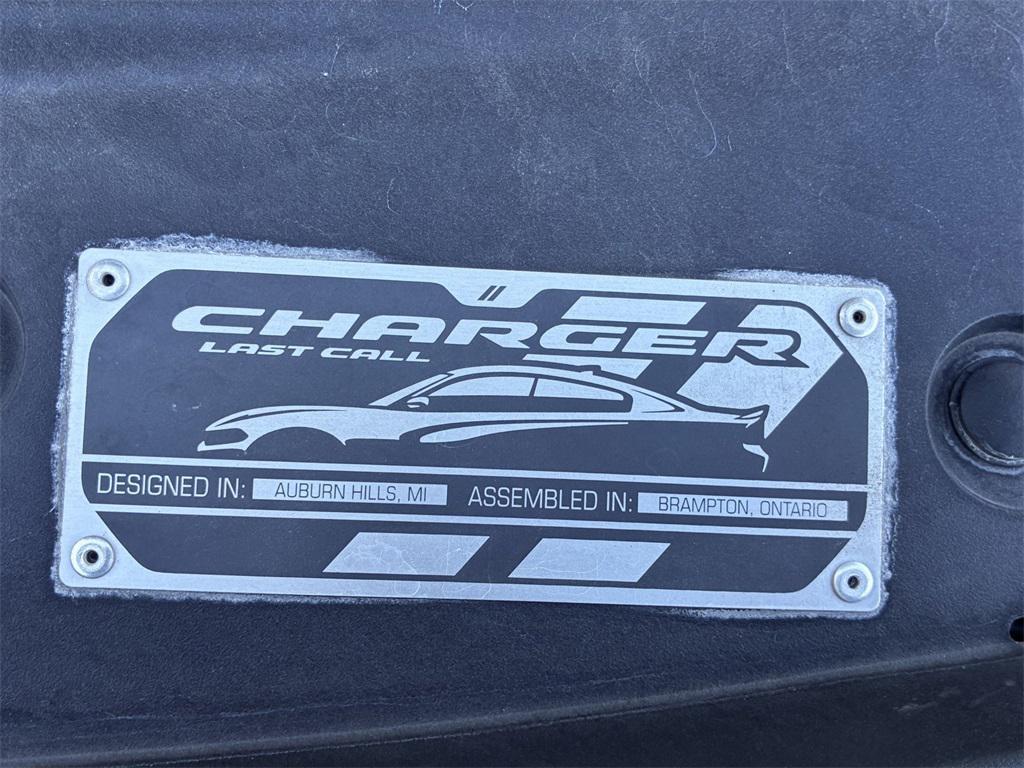 CHARGER
LAST CALL
DESIGNED IN: AUBURN HILLS, MI ASSEMBLED IN: BRAMPTON, ONTARIO